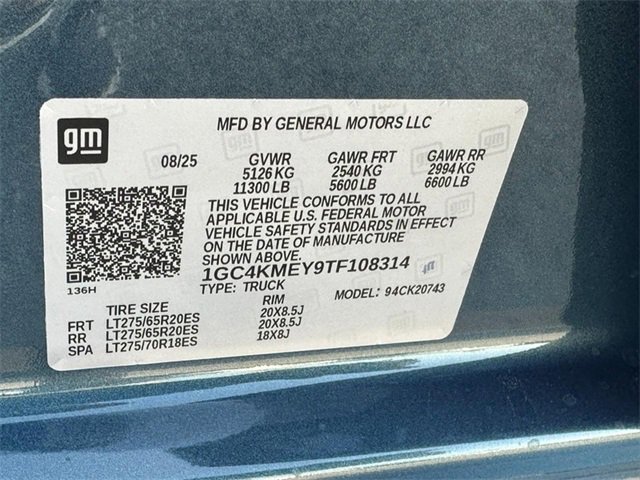 gm
MFD BY GENERAL MOTORS LLC
08/25 GVWR GAWR FRT GAWR RR
5126 KG 2540 KG 2994 KG
11300 LB 5600 LB 6600 LB
THIS VEHICLE CONFORMS TO ALL
APPLICABLE U.S. FEDERAL MOTOR
VEHICLE SAFETY STANDARDS IN EFFECT
ON THE DATE OF MANUFACTURE
SHOWN ABOVE.
1GC4KMEY9TF108314
136H
TYPE: TRUCK MODEL: 94CK20743
TIRE SIZE RIM
FRT LT275/65R20ES 20X8.5J
RR LT275/65R20ES 20X8.5J
SPA LT275/70R18ES 18X8J